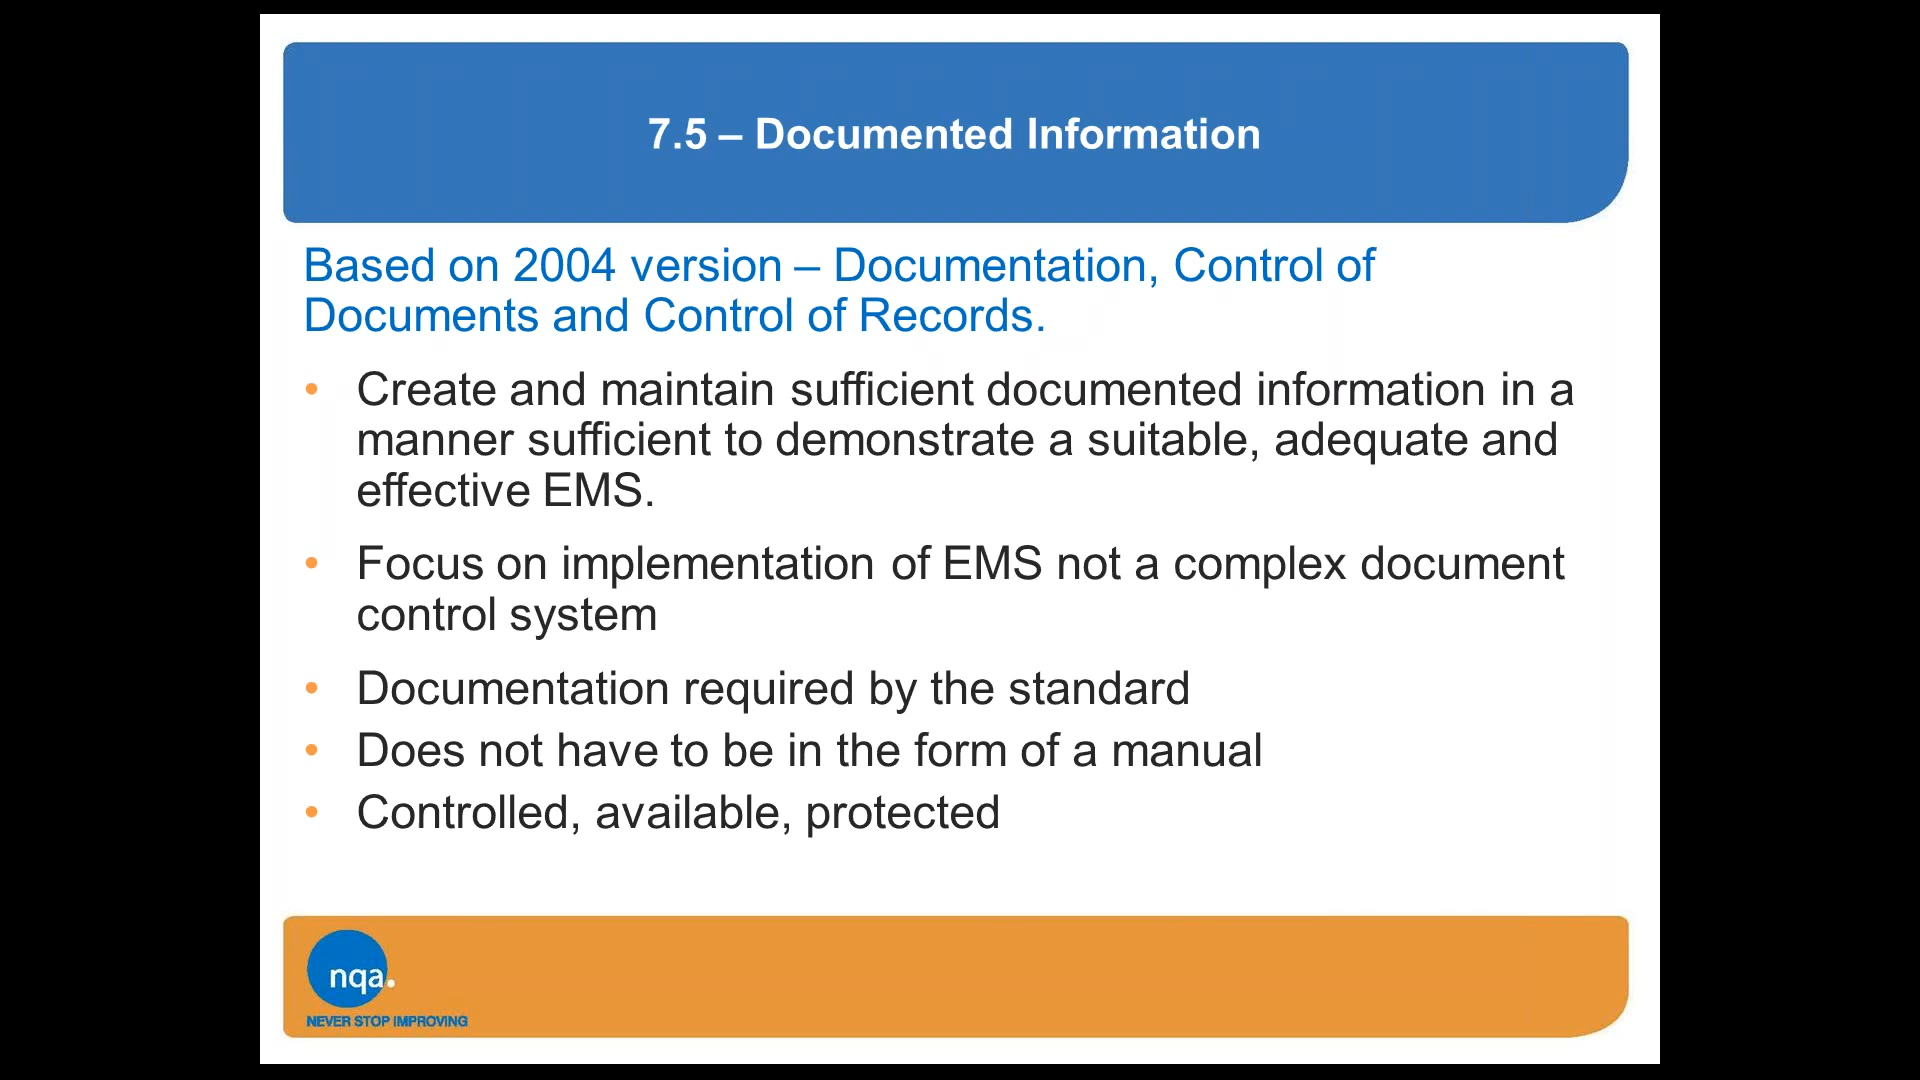 7.5 – Documented Information
Based on 2004 version – Documentation, Control of
Documents and Control of Records.
• Create and maintain sufficient documented information in a
manner sufficient to demonstrate a suitable, adequate and
effective EMS.
• Focus on implementation of EMS not a complex document
control system
• Documentation required by the standard
• Does not have to be in the form of a manual
• Controlled, available, protected
nqa.
NEVER STOP IMPROVING